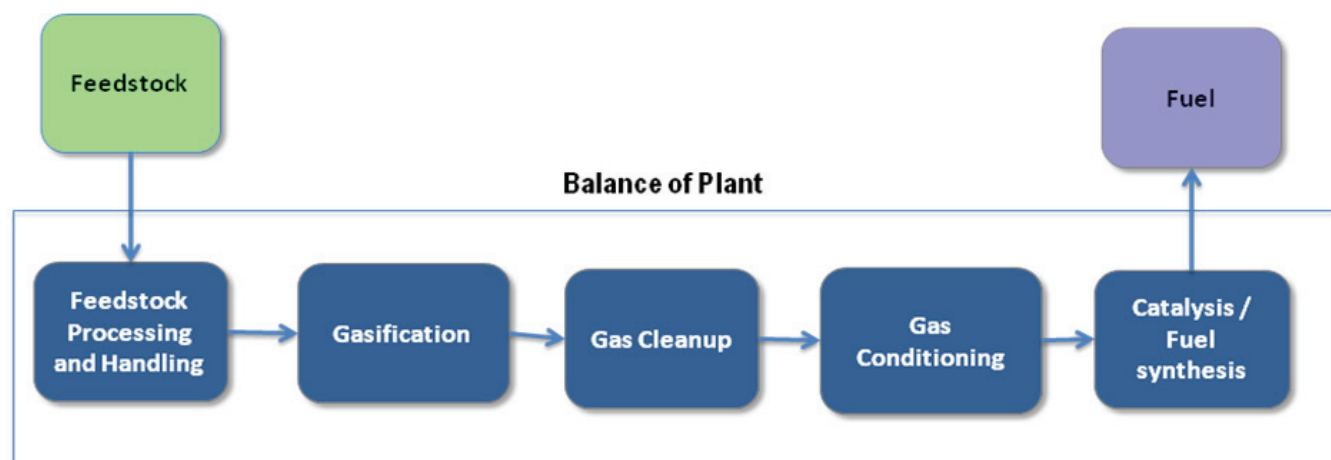 Feedstock
Fuel
Balance of Plant
Feedstock
Processing
and Handling
Gasification
Gas Cleanup
Gas
Conditioning
Catalysis /
Fuel
synthesis